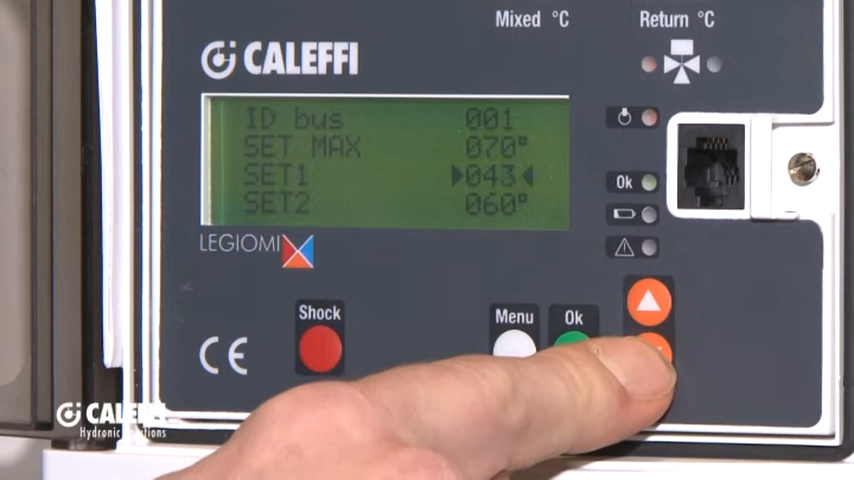 Mixed °C
Return °C
CALEFFI
ID bus 001
SET MAX 070°
SET1 ▶043◀
SET2 060°
Ok
LEGIOMIX
Shock
Menu
Ok
CE
CALEFFI
Hydronic Solutions